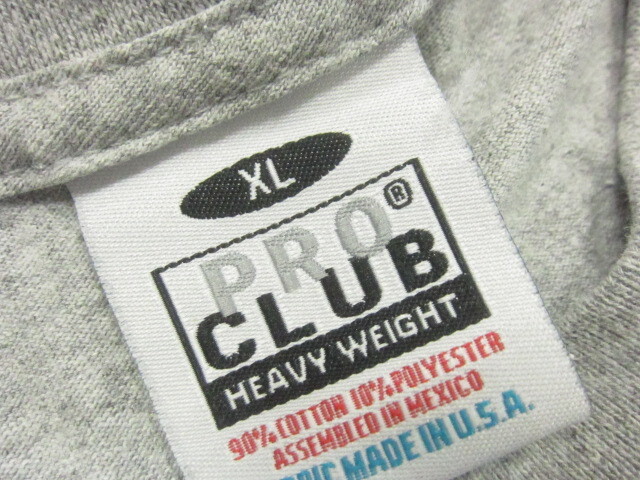 XL
PRO®
CLUB
HEAVY WEIGHT
90% COTTON 10% POLYESTER
ASSEMBLED IN MEXICO
MADE IN U.S.A.